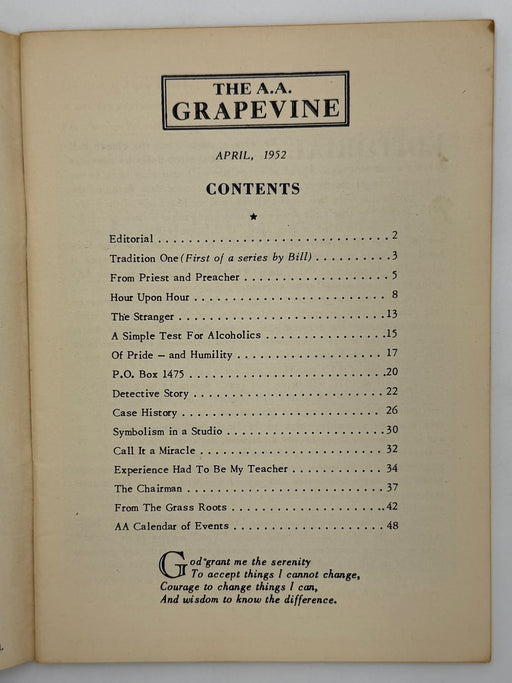 THE A.A.
GRAPEVINE
APRIL, 1952
CONTENTS
★
Editorial . . . . . . . . . . . . . . . . . . . . . . . . . . . . . . 2
Tradition One (First of a series by Bill) . . . . . . . . . . 3
From Priest and Preacher . . . . . . . . . . . . . . . . . . 5
Hour Upon Hour . . . . . . . . . . . . . . . . . . . . . . . . 8
The Stranger . . . . . . . . . . . . . . . . . . . . . . . . . . 13
A Simple Test For Alcoholics . . . . . . . . . . . . . . . 15
Of Pride — and Humility . . . . . . . . . . . . . . . . . . 17
P.O. Box 1475 . . . . . . . . . . . . . . . . . . . . . . . . . 20
Detective Story . . . . . . . . . . . . . . . . . . . . . . . . 22
Case History . . . . . . . . . . . . . . . . . . . . . . . . . 26
Symbolism in a Studio . . . . . . . . . . . . . . . . . . . 30
Call It a Miracle . . . . . . . . . . . . . . . . . . . . . . . 32
Experience Had To Be My Teacher . . . . . . . . . . . 34
The Chairman . . . . . . . . . . . . . . . . . . . . . . . . 37
From The Grass Roots . . . . . . . . . . . . . . . . . . . 42
AA Calendar of Events . . . . . . . . . . . . . . . . . . 48
God grant me the serenity
To accept things I cannot change,
Courage to change things I can,
And wisdom to know the difference.